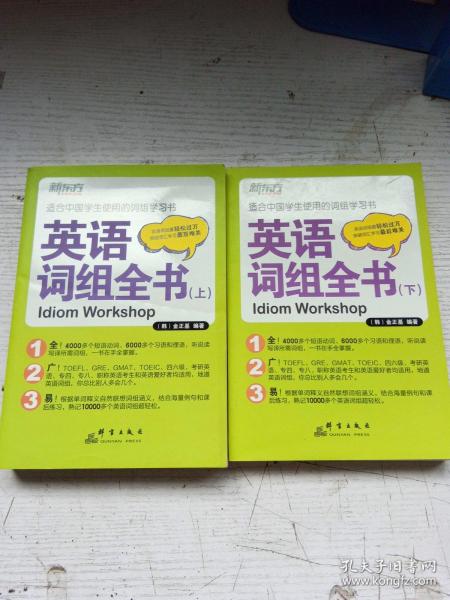 新东方
适合中国学生使用的词组学习书
英语
词组全书(上)
Idiom Workshop
(韩) 金正基 编著
1 全! 4000多个短语动词、6000多个习语和俚语,听说读
写译所需词组,一书在手全掌握。
2 广! TOEFL、GRE、GMAT、TOEIC、四六级、考研英
语、专四、专八、职称英语考生和英语爱好者均适用,地道
英语词组,你总比别人多会几个。
3 易! 根据单词释义自然联想词组涵义,结合海量例句和课
后练习,熟记10000多个英语词组超轻松。
群言出版社
QUNYAN PRESS
新东方
适合中国学生使用的词组学习书
英语
词组全书(下)
Idiom Workshop
(韩) 金正基 编著
1 全! 4000多个短语动词、6000多个习语和俚语,听说读
写译所需词组,一书在手全掌握。
2 广! TOEFL、GRE、GMAT、TOEIC、四六级、考研英
语、专四、专八、职称英语考生和英语爱好者均适用,地道
英语词组,你总比别人多会几个。
3 易! 根据单词释义自然联想词组涵义,结合海量例句和课
后练习,熟记10000多个英语词组超轻松。
群言出版社
QUNYAN PRESS
孔夫子旧书网
www.kongfz.com